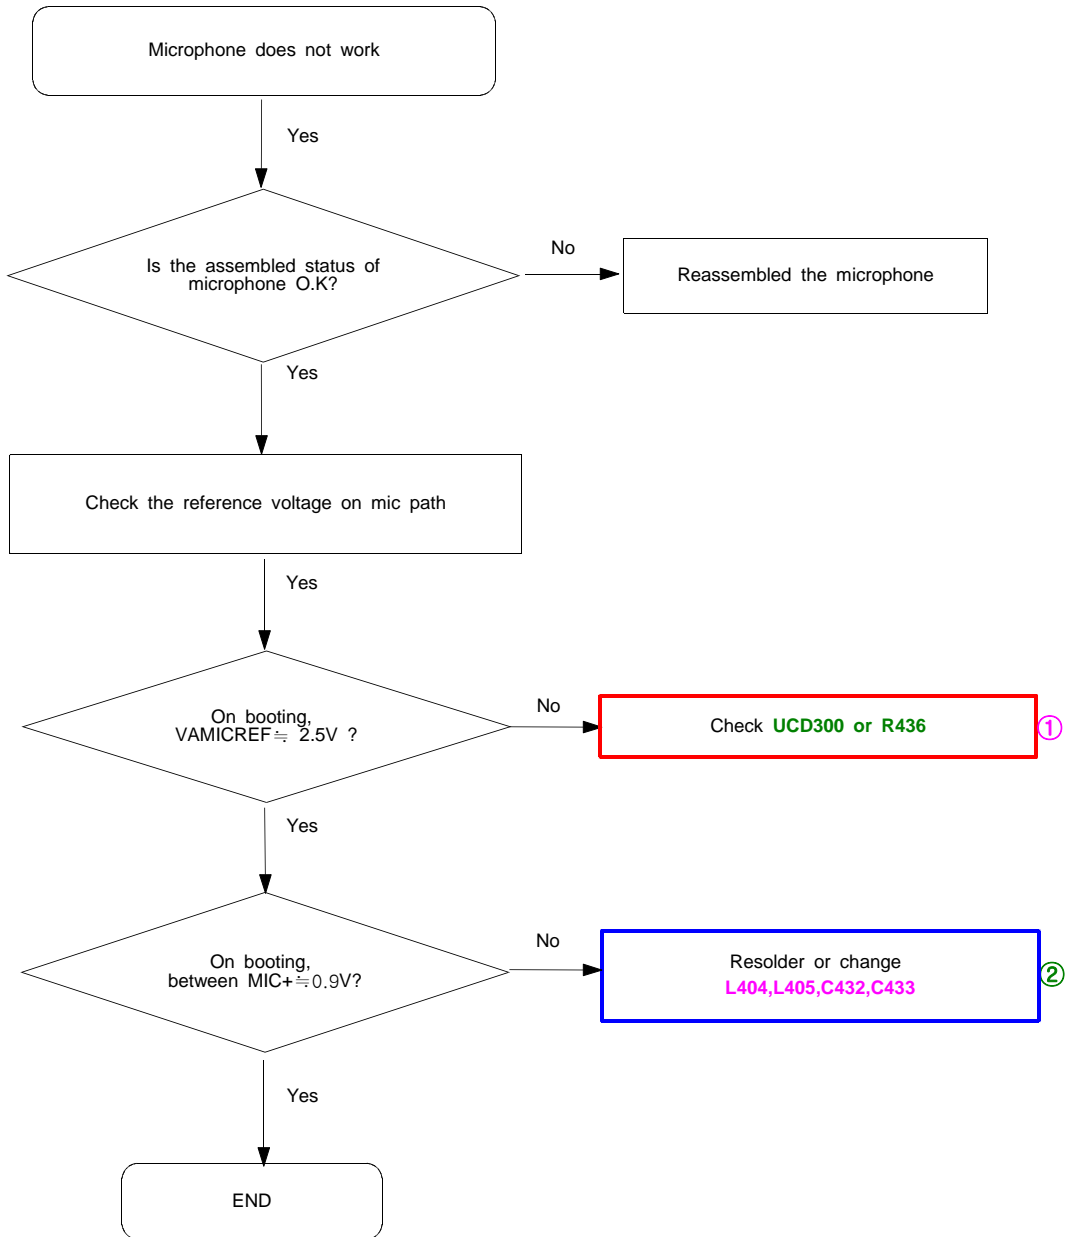 Microphone does not work
Yes
Is the assembled status of
microphone O.K?
No
Reassembled the microphone
Yes
Check the reference voltage on mic path
Yes
On booting,
VAMICREF≒ 2.5V ?
No
Check UCD300 or R436
①
Yes
On booting,
between MIC+≒0.9V?
No
Resolder or change
L404,L405,C432,C433
②
Yes
END